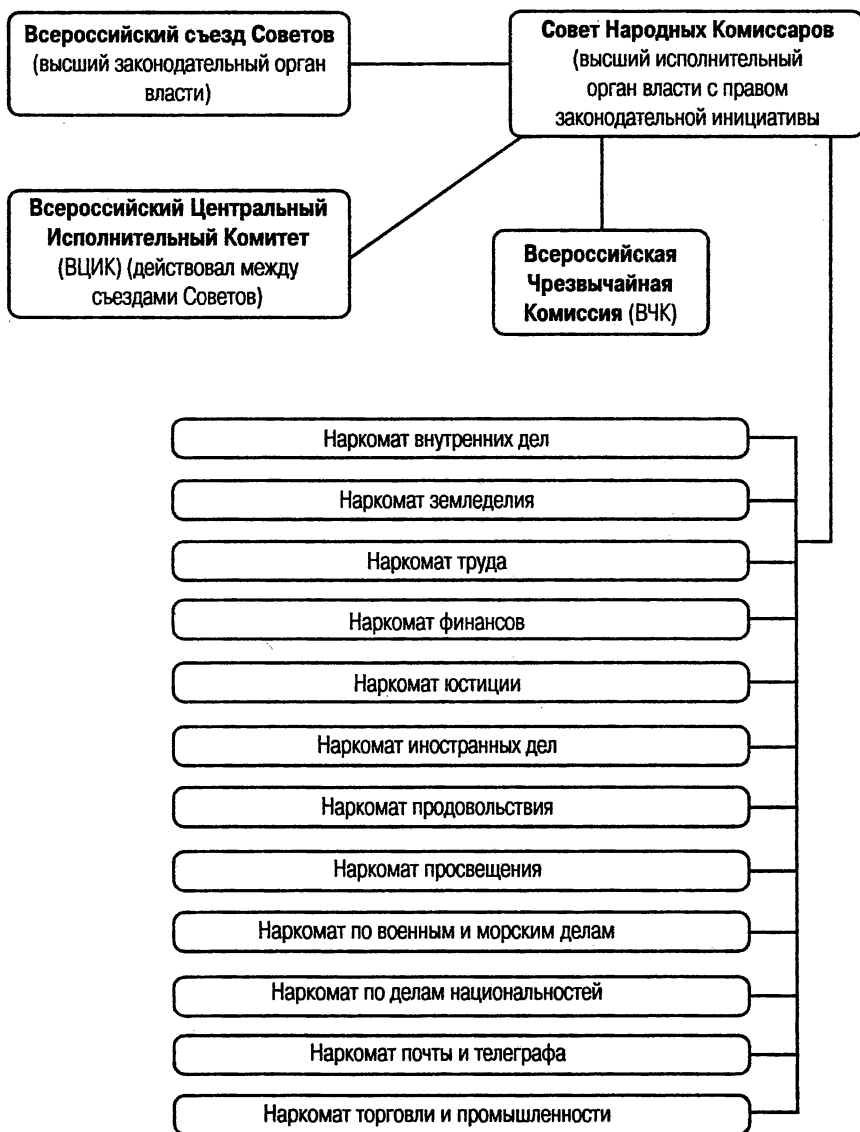 Всероссийский съезд Советов
(высший законодательный орган
власти)
Совет Народных Комиссаров
(высший исполнительный
орган власти с правом
законодательной инициативы
Всероссийский Центральный
Исполнительный Комитет
(ВЦИК) (действовал между
съездами Советов)
Всероссийская
Чрезвычайная
Комиссия (ВЧК)
Наркомат внутренних дел
Наркомат земледелия
Наркомат труда
Наркомат финансов
Наркомат юстиции
Наркомат иностранных дел
Наркомат продовольствия
Наркомат просвещения
Наркомат по военным и морским делам
Наркомат по делам национальностей
Наркомат почты и телеграфа
Наркомат торговли и промышленности